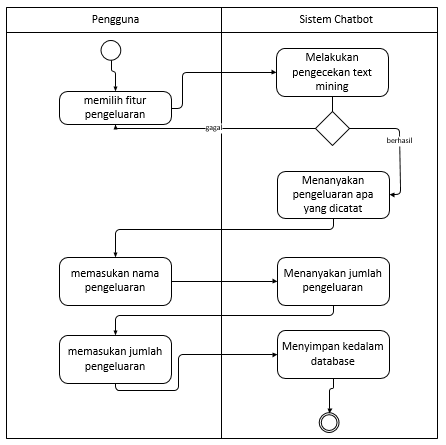 Pengguna
Sistem Chatbot
memilih fitur
pengeluaran
Melakukan
pengecekan text
mining
gagal
berhasil
Menanyakan
pengeluaran apa
yang dicatat
memasukan nama
pengeluaran
Menanyakan jumlah
pengeluaran
memasukan jumlah
pengeluaran
Menyimpan kedalam
database